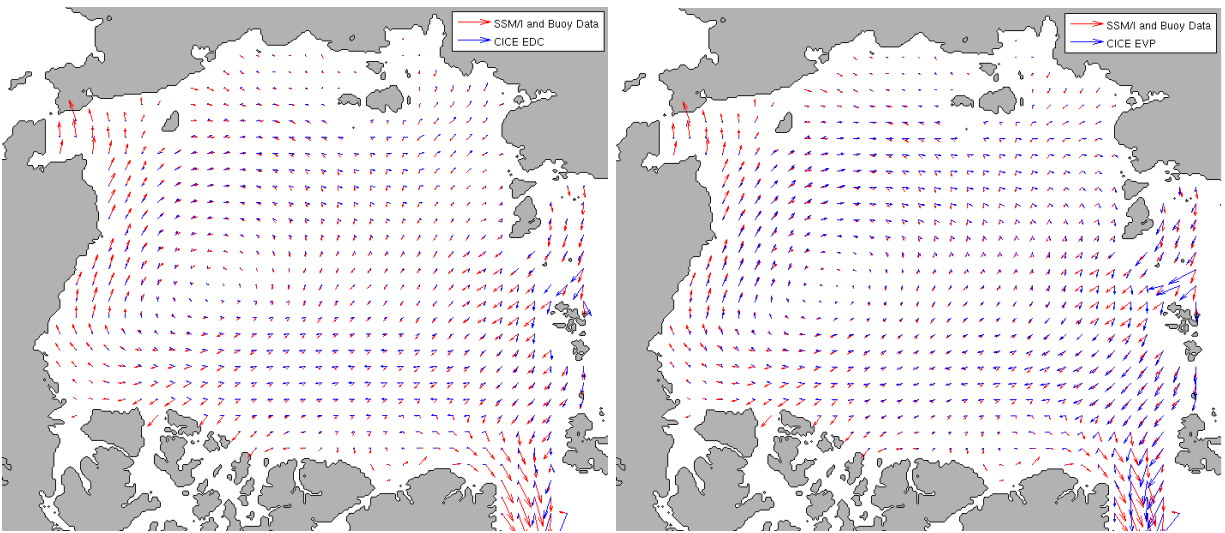 SSM/I and Buoy Data
CICE EDC
SSM/I and Buoy Data
CICE EVP